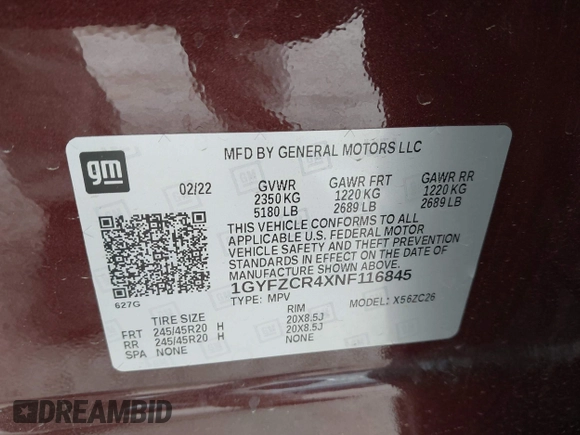 gm
MFD BY GENERAL MOTORS LLC
02/22 GVWR GAWR FRT GAWR RR
2350 KG 1220 KG 1220 KG
5180 LB 2689 LB 2689 LB
THIS VEHICLE CONFORMS TO ALL
APPLICABLE U.S. FEDERAL MOTOR
VEHICLE SAFETY AND THEFT PREVENTION
STANDARDS IN EFFECT ON THE DATE OF
MANUFACTURE SHOWN ABOVE.
1GYFZCR4XNF116845
627G TYPE: MPV MODEL: X56ZC26
TIRE SIZE RIM
FRT 245/45R20 H 20X8.5J
RR 245/45R20 H 20X8.5J
SPA NONE NONE
DREAMBID